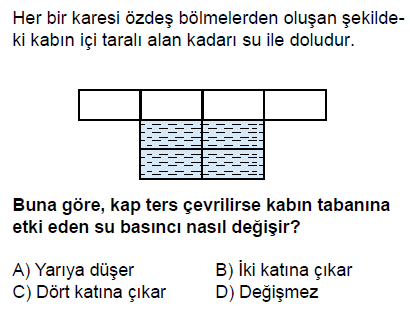 Her bir karesi özdeş bölmelerden oluşan şekilde-
ki kabın içi taralı alan kadarı su ile doludur.
Buna göre, kap ters çevrilirse kabın tabanına
etki eden su basıncı nasıl değişir?
A) Yarıya düşer B) İki katına çıkar
C) Dört katına çıkar D) Değişmez